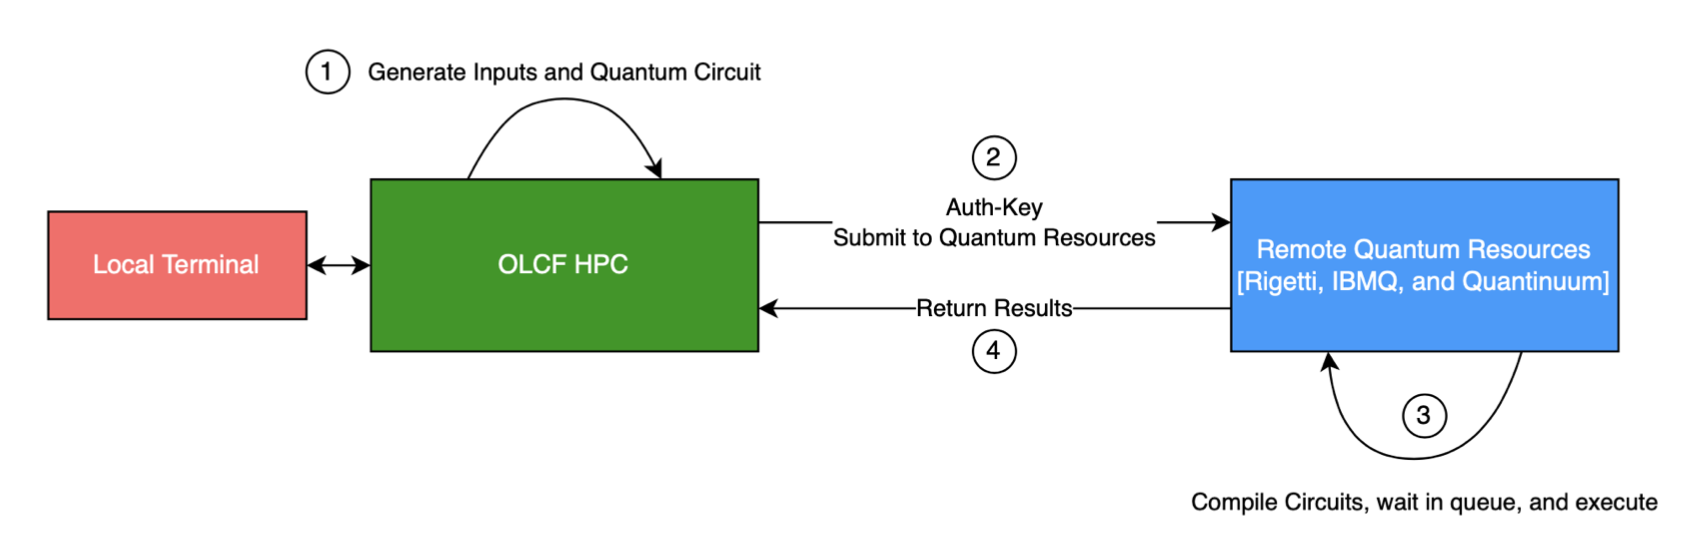 1
Generate Inputs and Quantum Circuit
2
Auth-Key
Submit to Quantum Resources
Local Terminal
OLCF HPC
Remote Quantum Resources
[Rigetti, IBMQ, and Quantinuum]
Return Results
4
3
Compile Circuits, wait in queue, and execute